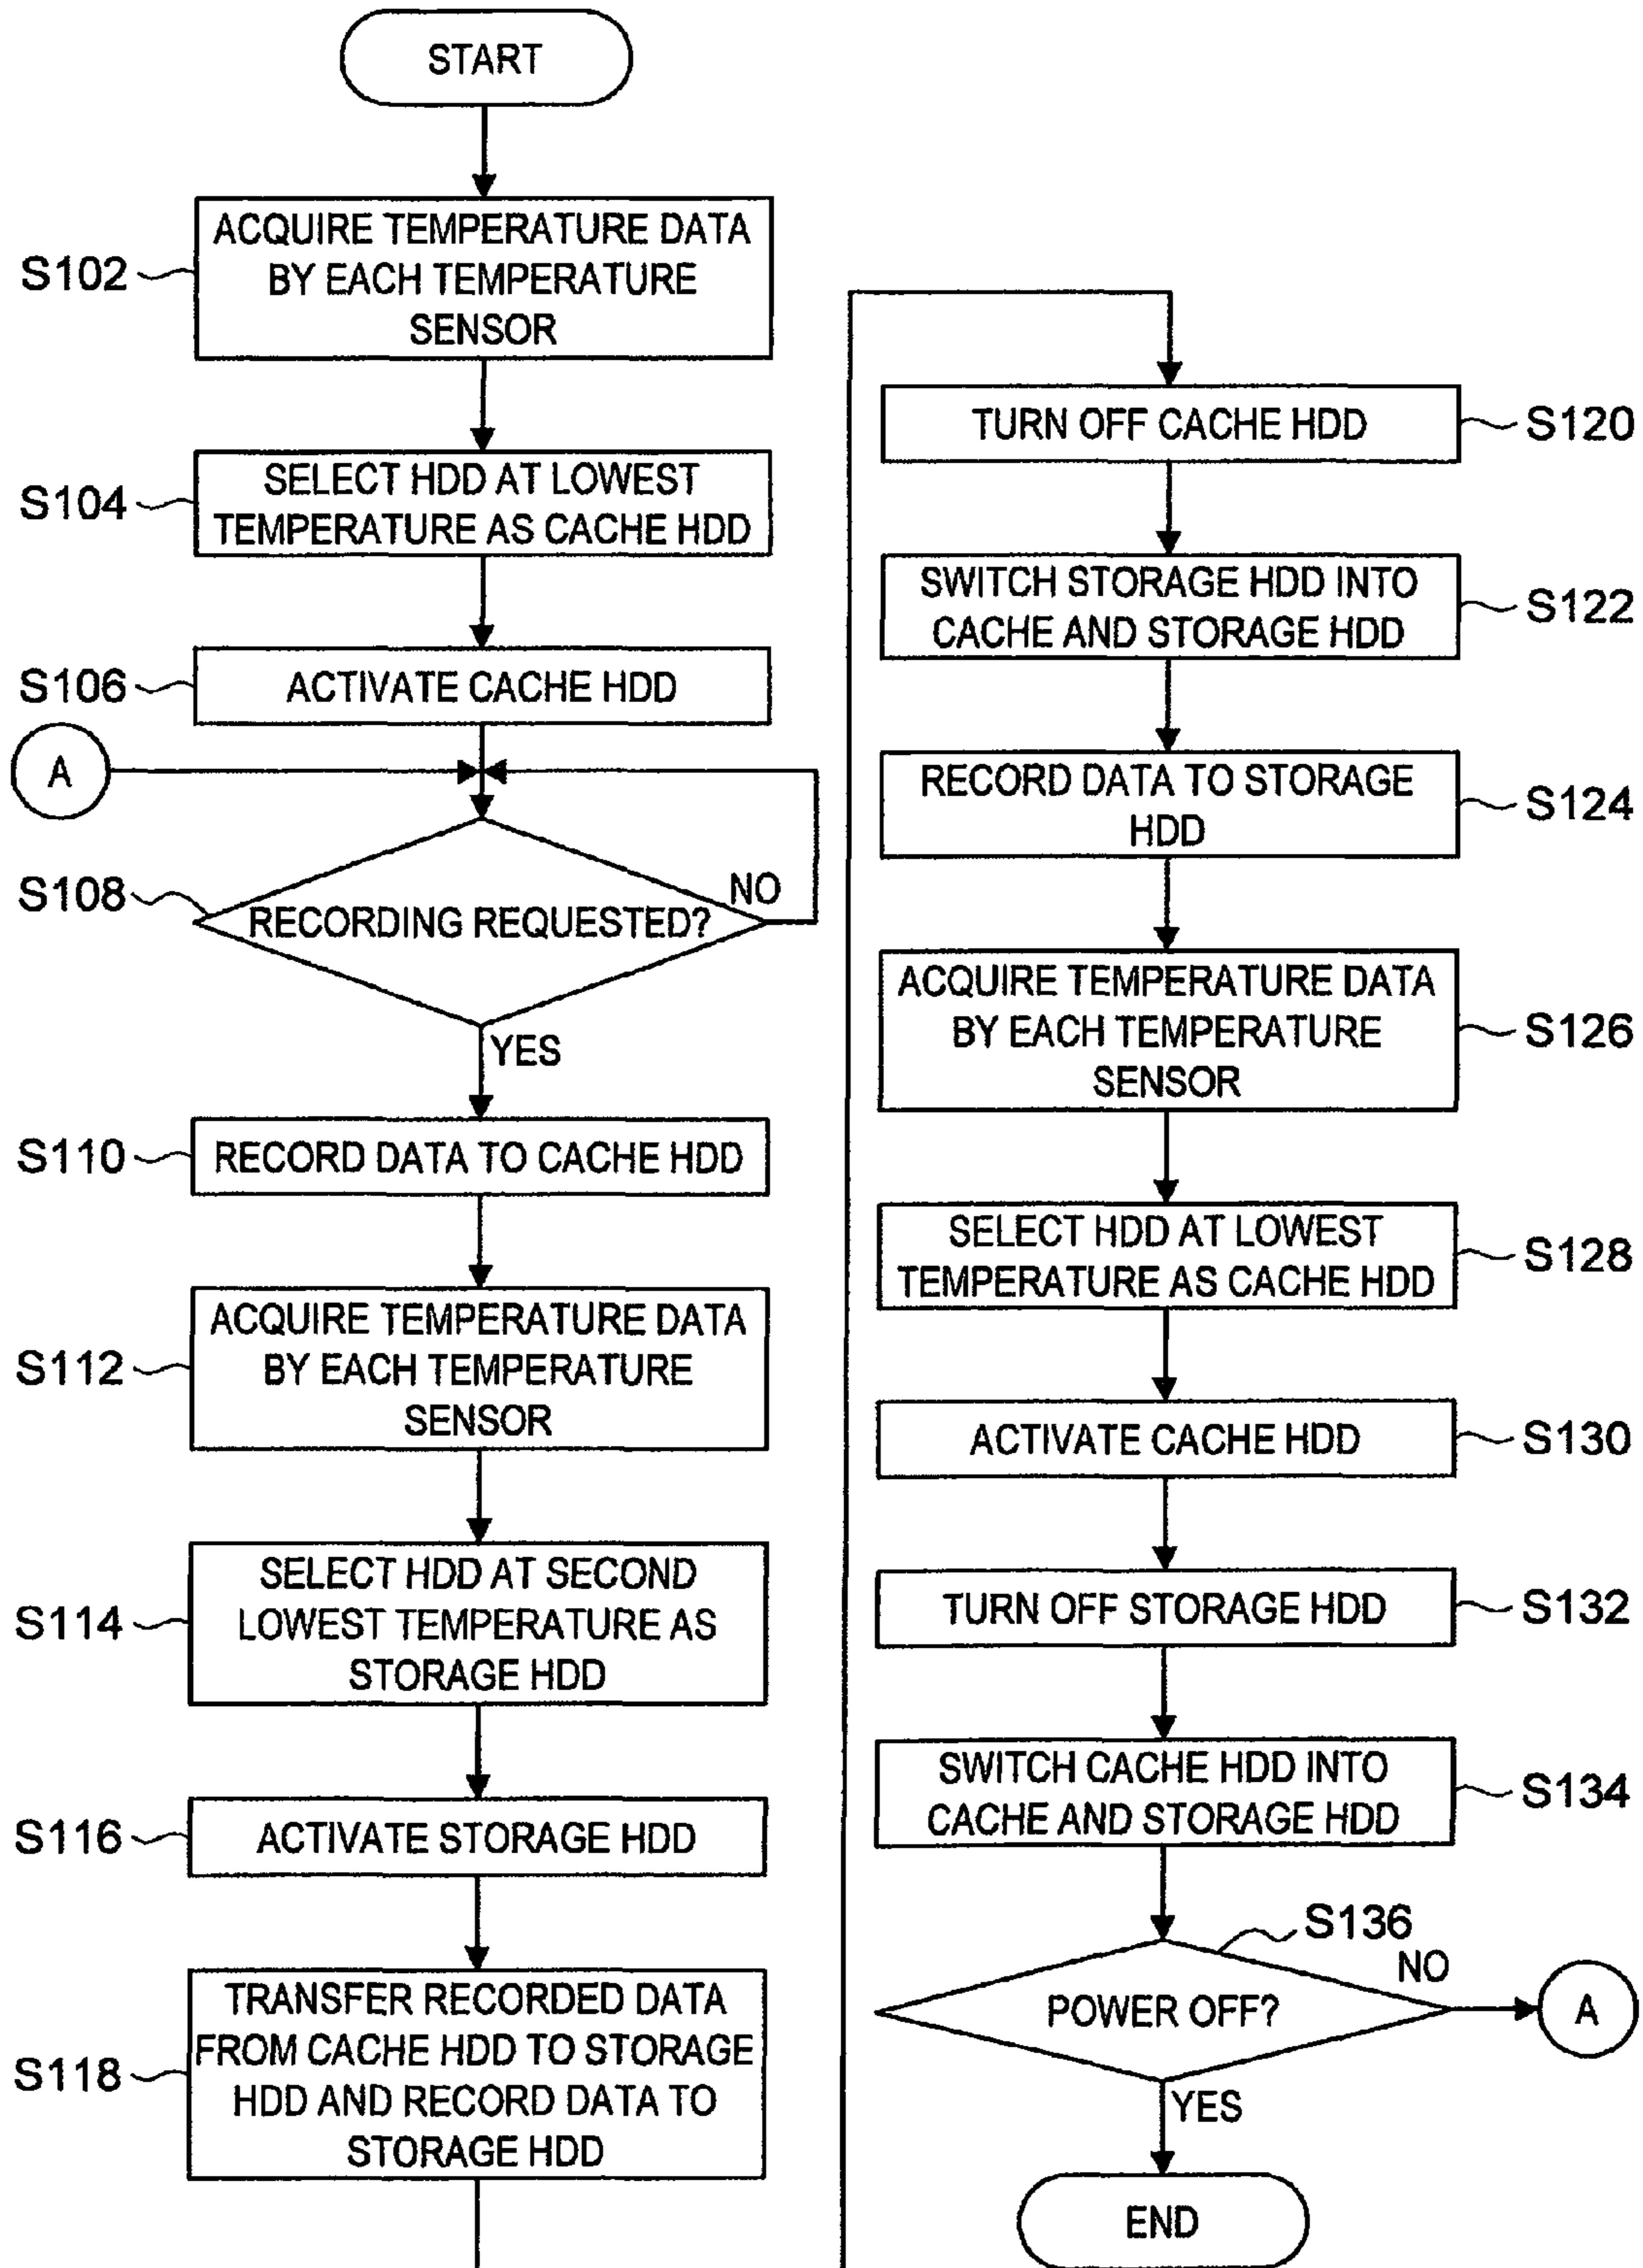 START
S102
ACQUIRE TEMPERATURE DATA
BY EACH TEMPERATURE
SENSOR
S104
SELECT HDD AT LOWEST
TEMPERATURE AS CACHE HDD
S106
ACTIVATE CACHE HDD
A
S108
RECORDING REQUESTED?
NO
YES
S110
RECORD DATA TO CACHE HDD
S112
ACQUIRE TEMPERATURE DATA
BY EACH TEMPERATURE
SENSOR
S114
SELECT HDD AT SECOND
LOWEST TEMPERATURE AS
STORAGE HDD
S116
ACTIVATE STORAGE HDD
S118
TRANSFER RECORDED DATA
FROM CACHE HDD TO STORAGE
HDD AND RECORD DATA TO
STORAGE HDD
TURN OFF CACHE HDD
S120
SWITCH STORAGE HDD INTO
CACHE AND STORAGE HDD
S122
RECORD DATA TO STORAGE
HDD
S124
ACQUIRE TEMPERATURE DATA
BY EACH TEMPERATURE
SENSOR
S126
SELECT HDD AT LOWEST
TEMPERATURE AS CACHE HDD
S128
ACTIVATE CACHE HDD
S130
TURN OFF STORAGE HDD
S132
SWITCH CACHE HDD INTO
CACHE AND STORAGE HDD
S134
S136
POWER OFF?
NO
A
YES
END